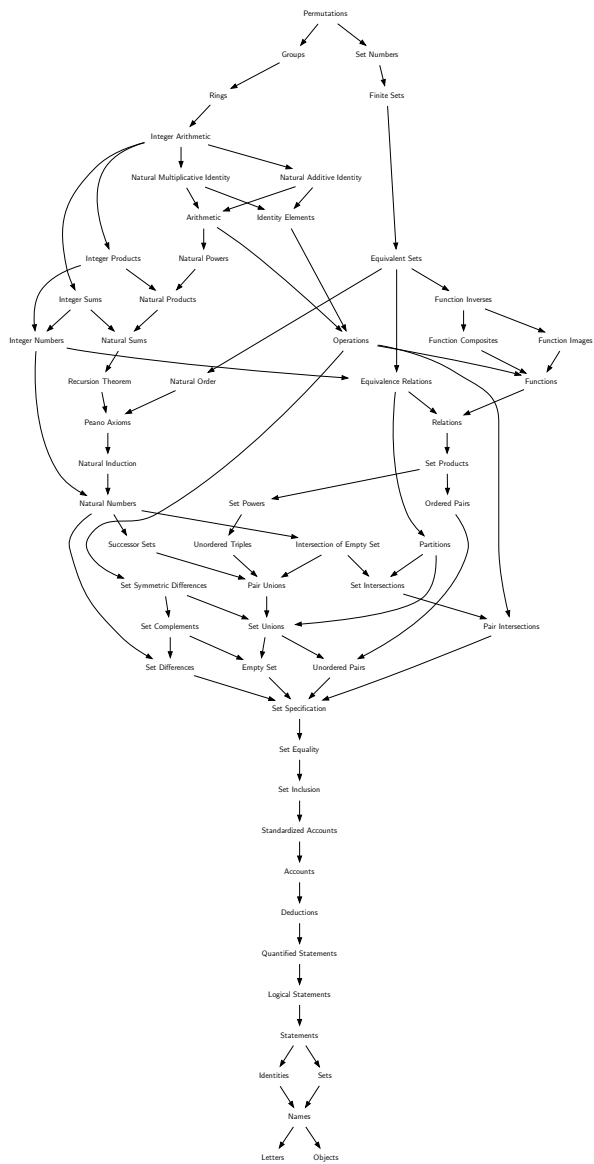 Permutations
Groups
Set Numbers
Rings
Finite Sets
Integer Arithmetic
Natural Multiplicative Identity
Natural Additive Identity
Arithmetic
Identity Elements
Integer Products
Natural Powers
Equivalent Sets
Integer Sums
Natural Products
Function Inverses
Integer Numbers
Natural Sums
Operations
Function Composites
Function Images
Recursion Theorem
Natural Order
Equivalence Relations
Functions
Peano Axioms
Relations
Natural Induction
Set Products
Natural Numbers
Set Powers
Ordered Pairs
Successor Sets
Unordered Triples
Intersection of Empty Set
Partitions
Set Symmetric Differences
Pair Unions
Set Intersections
Set Complements
Set Unions
Pair Intersections
Set Differences
Empty Set
Unordered Pairs
Set Specification
Set Equality
Set Inclusion
Standardized Accounts
Accounts
Deductions
Quantified Statements
Logical Statements
Statements
Identities
Sets
Names
Letters
Objects